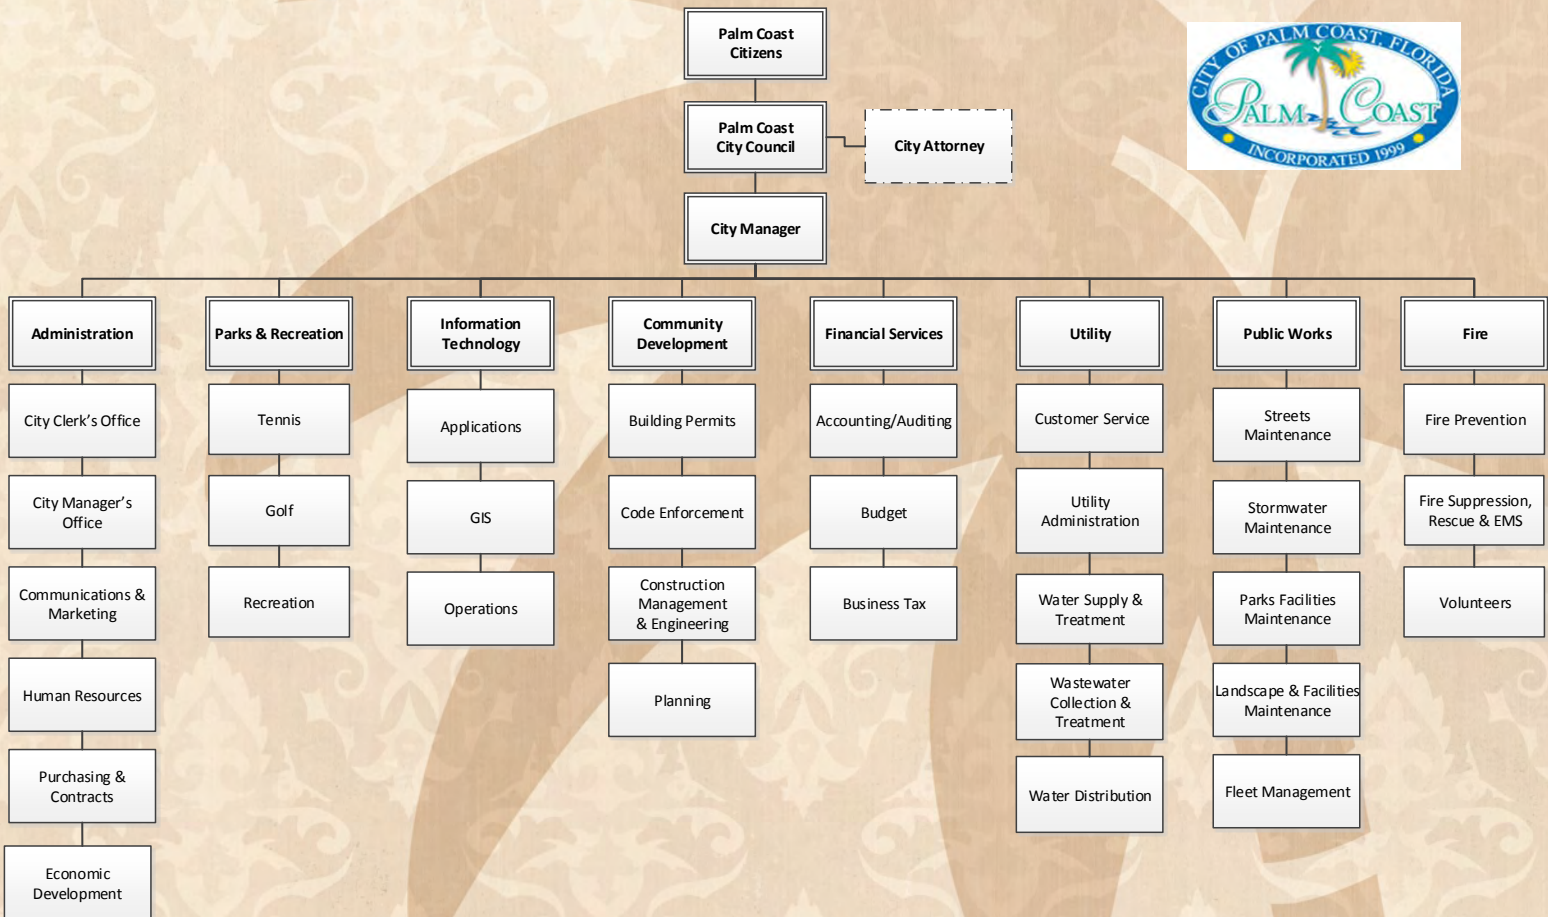 Palm Coast
Citizens
CITY OF PALM COAST, FLORIDA
PALM COAST
INCORPORATED 1999
Palm Coast
City Council
City Attorney
City Manager
Administration
City Clerk's Office
City Manager's
Office
Communications &
Marketing
Human Resources
Purchasing &
Contracts
Economic
Development
Parks & Recreation
Tennis
Golf
Recreation
Information
Technology
Applications
GIS
Operations
Community
Development
Building Permits
Code Enforcement
Construction
Management
& Engineering
Planning
Financial Services
Accounting/Auditing
Budget
Business Tax
Utility
Customer Service
Utility
Administration
Water Supply &
Treatment
Wastewater
Collection &
Treatment
Water Distribution
Public Works
Streets
Maintenance
Stormwater
Maintenance
Parks Facilities
Maintenance
Landscape & Facilities
Maintenance
Fleet Management
Fire
Fire Prevention
Fire Suppression,
Rescue & EMS
Volunteers